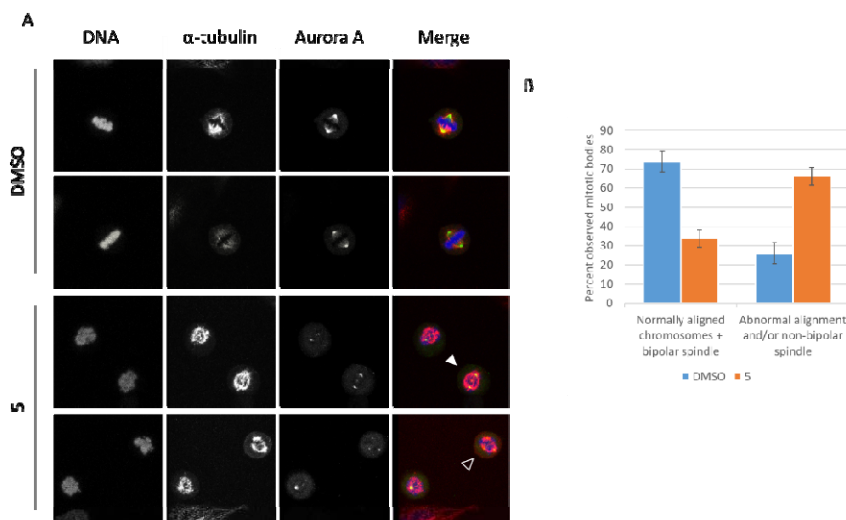 A
DNA
α-tubulin
Aurora A
Merge
DMSO
5
B
90
80
70
60
50
40
30
20
10
0
Percent observed mitotic bodies
Normally aligned
chromosomes +
bipolar spindle
Abnormal alignment
and/or non-bipolar
spindle
DMSO
5